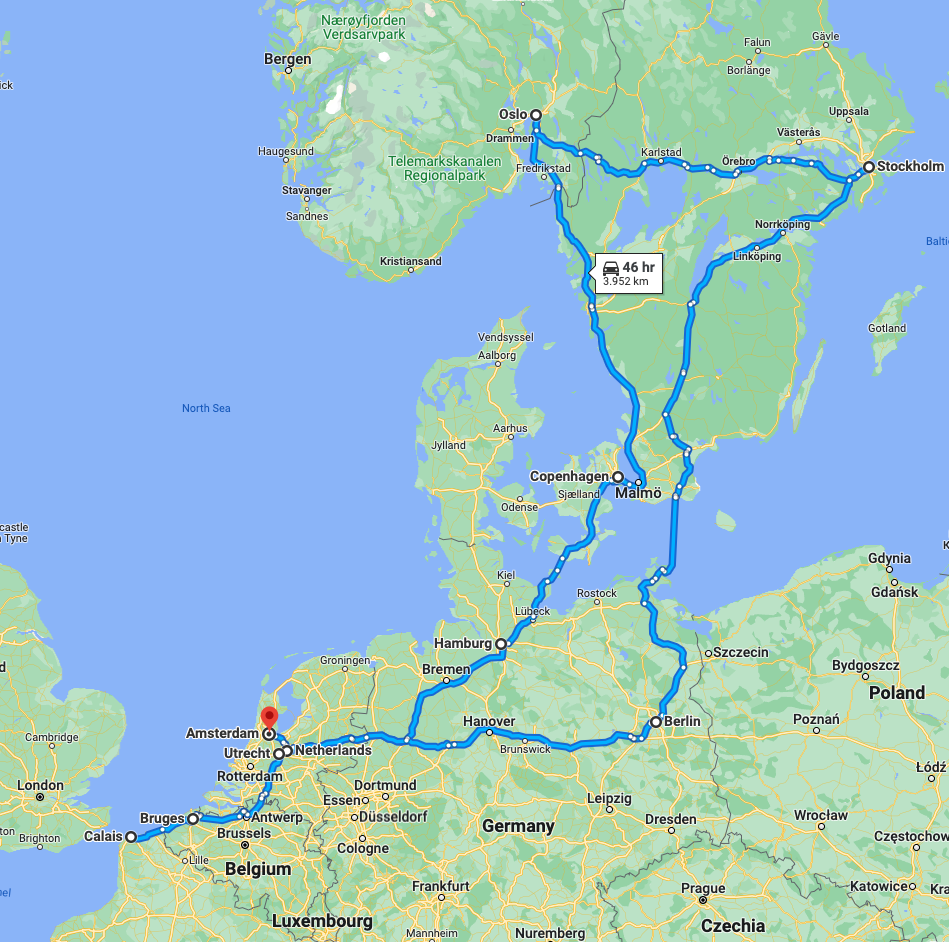 Nærøyfjorden
Verdsarvpark
Bergen
Falun
Gävle
Borlänge
Oslo
Drammen
Uppsala
Västerås
Haugesund
Telemarkskanalen
Regionalpark
Fredrikstad
Karlstad
Örebro
Stockholm
Stavanger
Sandnes
Norrköping
Linköping
Kristiansand
46 hr
3.952 km
Gotland
Vendsyssel
Aalborg
North Sea
Aarhus
Jylland
Copenhagen
Malmö
Sjælland
Odense
castle
Tyne
Gdynia
Gdańsk
Kiel
Rostock
Lübeck
Hamburg
Szczecin
Groningen
Bremen
Bydgoszcz
Poland
Amsterdam
Hanover
Berlin
Poznań
Cambridge
Utrecht
Netherlands
Brunswick
Rotterdam
Łódź
London
Dortmund
Essen
Leipzig
Bruges
Antwerp
Düsseldorf
Germany
Dresden
Wrocław
Calais
Brussels
Brighton
Cologne
Częstochow
Lille
Belgium
Frankfurt
Prague
Katowice
Kra
Luxembourg
Czechia
Mannheim
Nuremberg